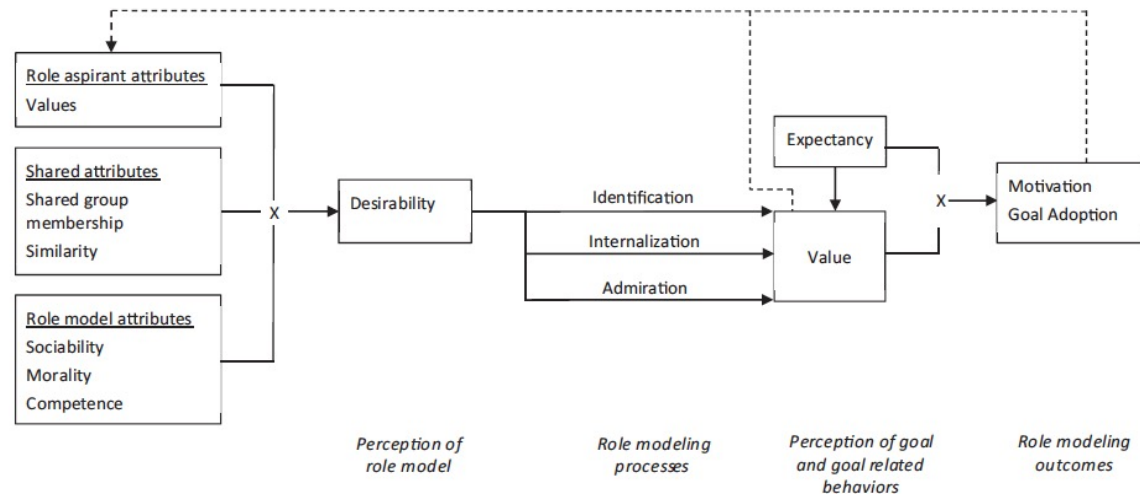 Role aspirant attributes
Values
Shared attributes
Shared group
membership
Similarity
Role model attributes
Sociability
Morality
Competence
X
Desirability
Identification
Internalization
Admiration
Expectancy
Value
X
Motivation
Goal Adoption
Perception of
role model
Role modeling
processes
Perception of goal
and goal related
behaviors
Role modeling
outcomes